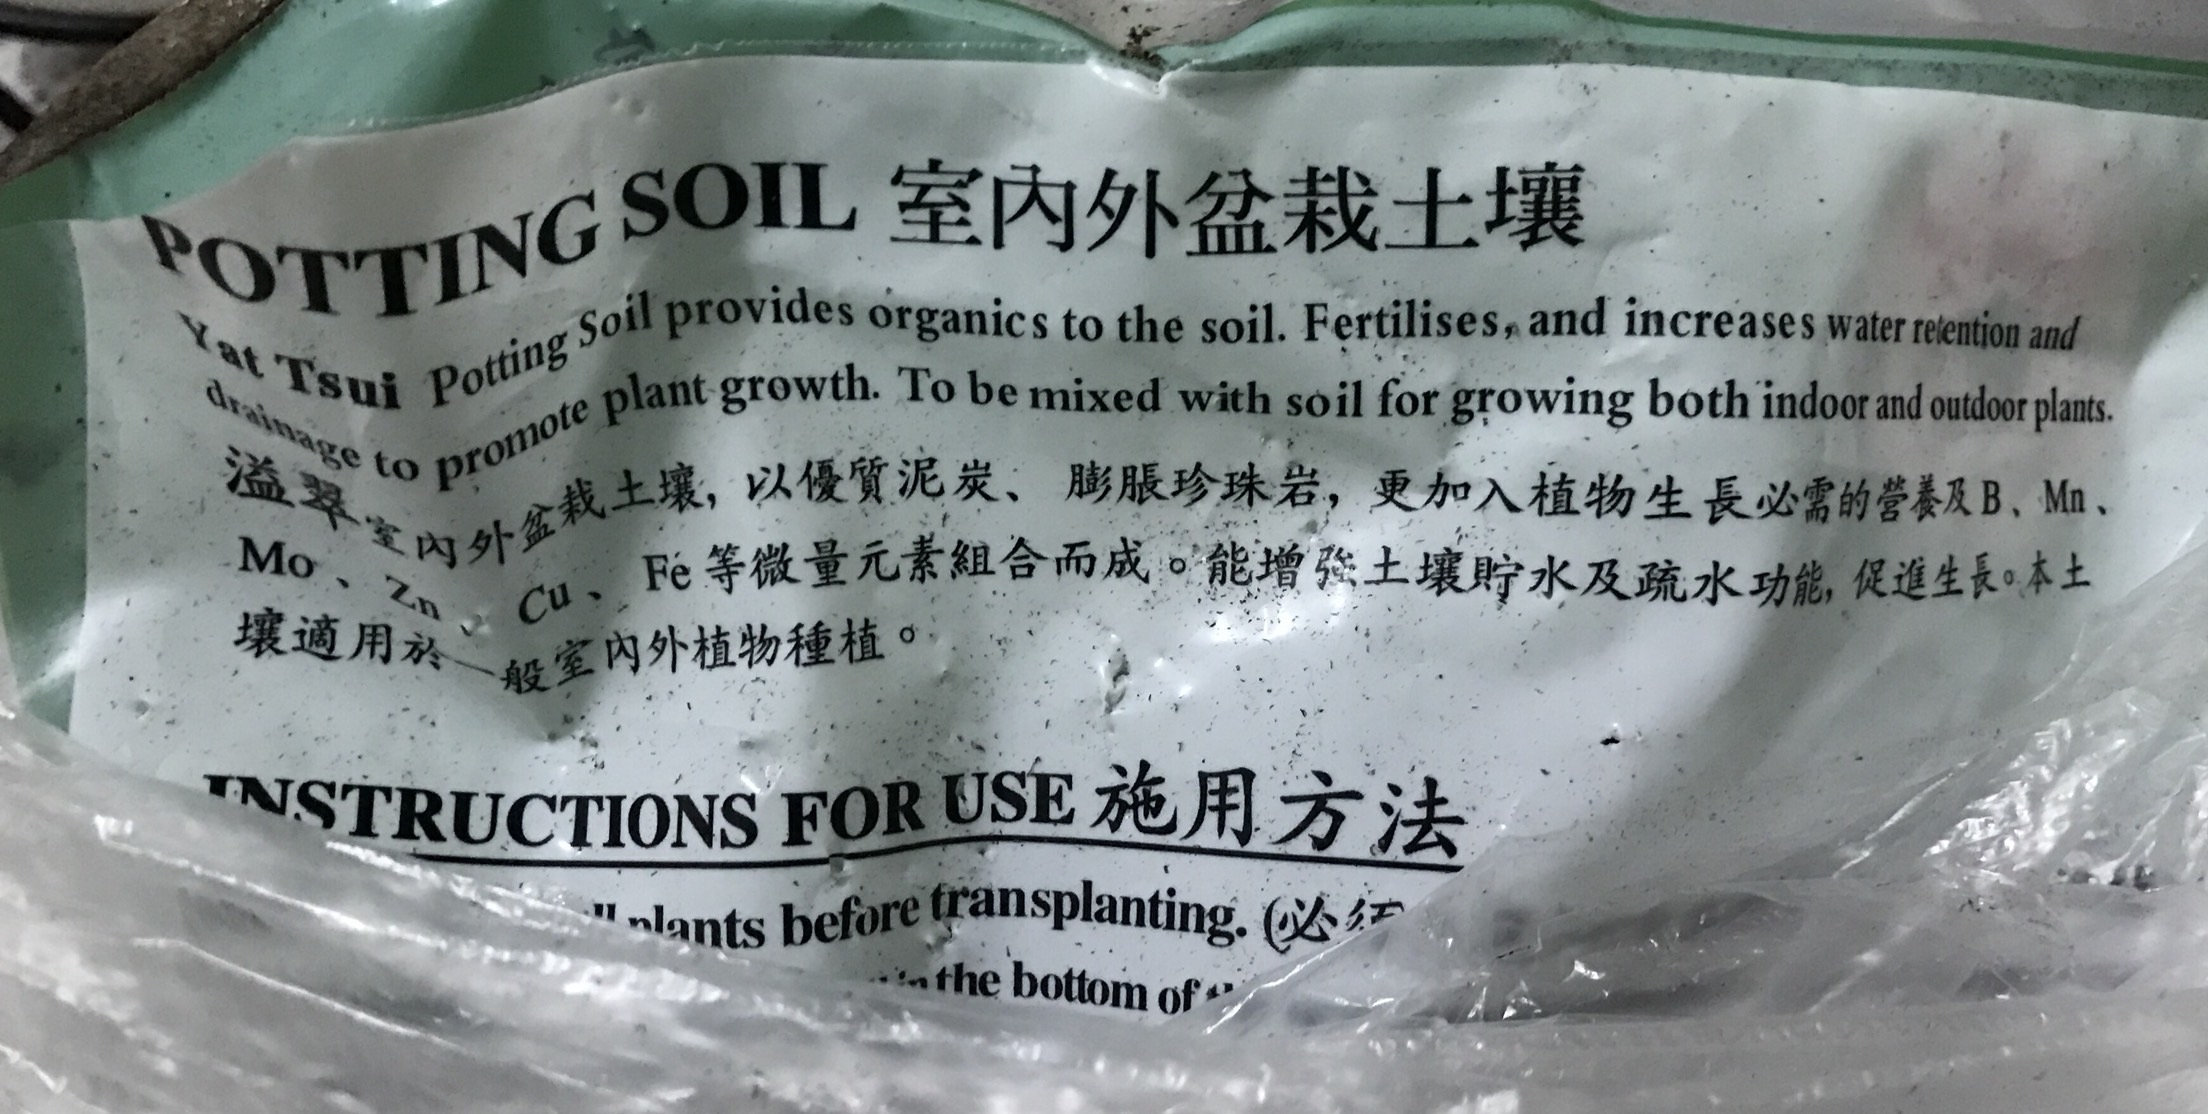 POTTING SOIL 室內外盆栽土壤
Yat Tsui Potting Soil provides organics to the soil. Fertilises, and increases water retention and
drainage to promote plant growth. To be mixed with soil for growing both indoor and outdoor plants.
溢翠室內外盆栽土壤, 以優質泥炭、膨脹珍珠岩, 更加入植物生長必需的營養及B、Mn、
Mo、Zn、Cu、Fe等微量元素組合而成。能增強土壤貯水及疏水功能, 促進生長。本土
壤適用於一般室內外植物種植。
INSTRUCTIONS FOR USE 施用方法
plants before transplanting. (必須
the bottom of